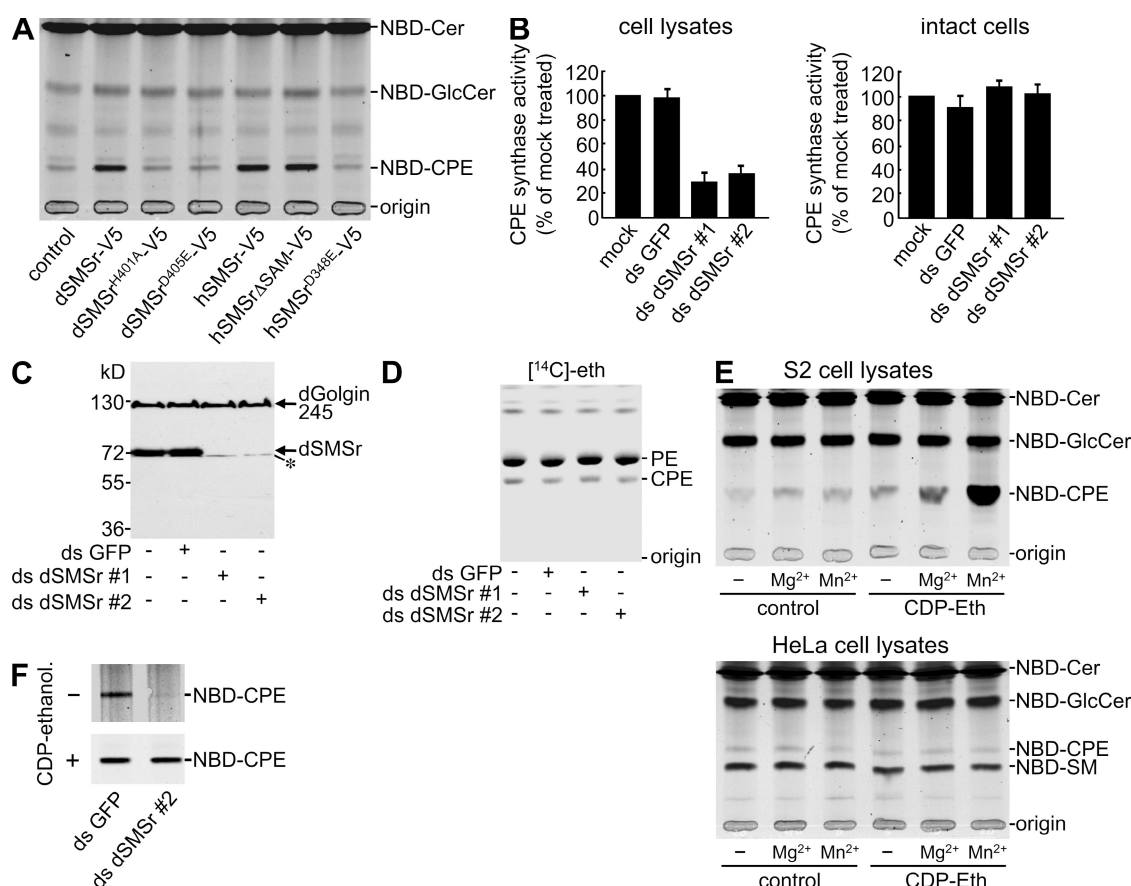 A
NBD-Cer
NBD-GlcCer
NBD-CPE
origin
control
dSMSr-V5
dSMSrH401A-V5
dSMSrD405E-V5
hSMSr-V5
hSMSrΔSAM-V5
hSMSrD348E-V5
B
cell lysates
CPE synthase activity
(% of mock treated)
120
100
80
60
40
20
0
mock
ds GFP
ds dSMSr #1
ds dSMSr #2
intact cells
CPE synthase activity
(% of mock treated)
120
100
80
60
40
20
0
mock
ds GFP
ds dSMSr #1
ds dSMSr #2
C
kD
130
72
55
36
dGolgin
245
dSMSr
*
ds GFP - + - -
ds dSMSr #1 - - + -
ds dSMSr #2 - - - +
D
[14C]-eth
PE
CPE
origin
ds GFP - + - -
ds dSMSr #1 - - + -
ds dSMSr #2 - - - +
E
S2 cell lysates
NBD-Cer
NBD-GlcCer
NBD-CPE
origin
– Mg2+ Mn2+ – Mg2+ Mn2+
control CDP-Eth
HeLa cell lysates
NBD-Cer
NBD-GlcCer
NBD-CPE
NBD-SM
origin
– Mg2+ Mn2+ – Mg2+ Mn2+
control CDP-Eth
F
CDP-ethanol.
– NBD-CPE
+ NBD-CPE
ds GFP
ds dSMSr #2